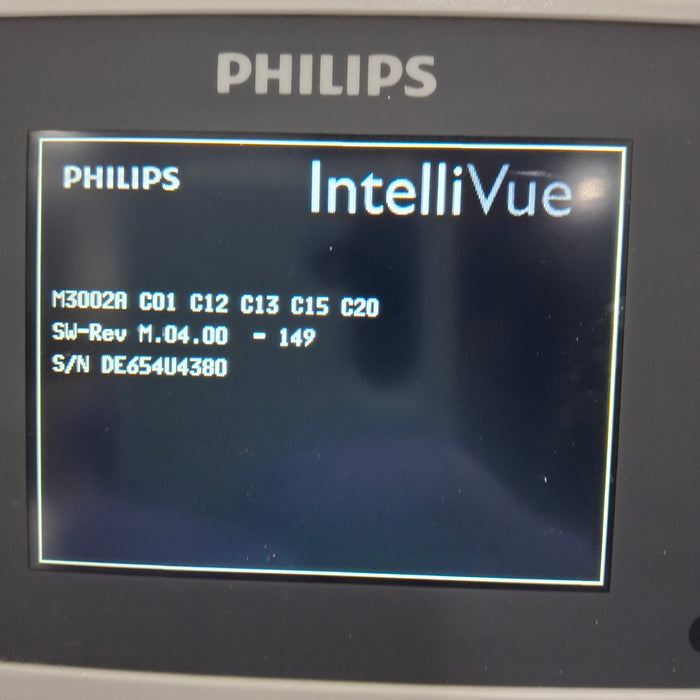 PHILIPS
PHILIPS IntelliVue
M3002A C01 C12 C13 C15 C20
SW-Rev M.04.00 - 149
S/N DE654U4380